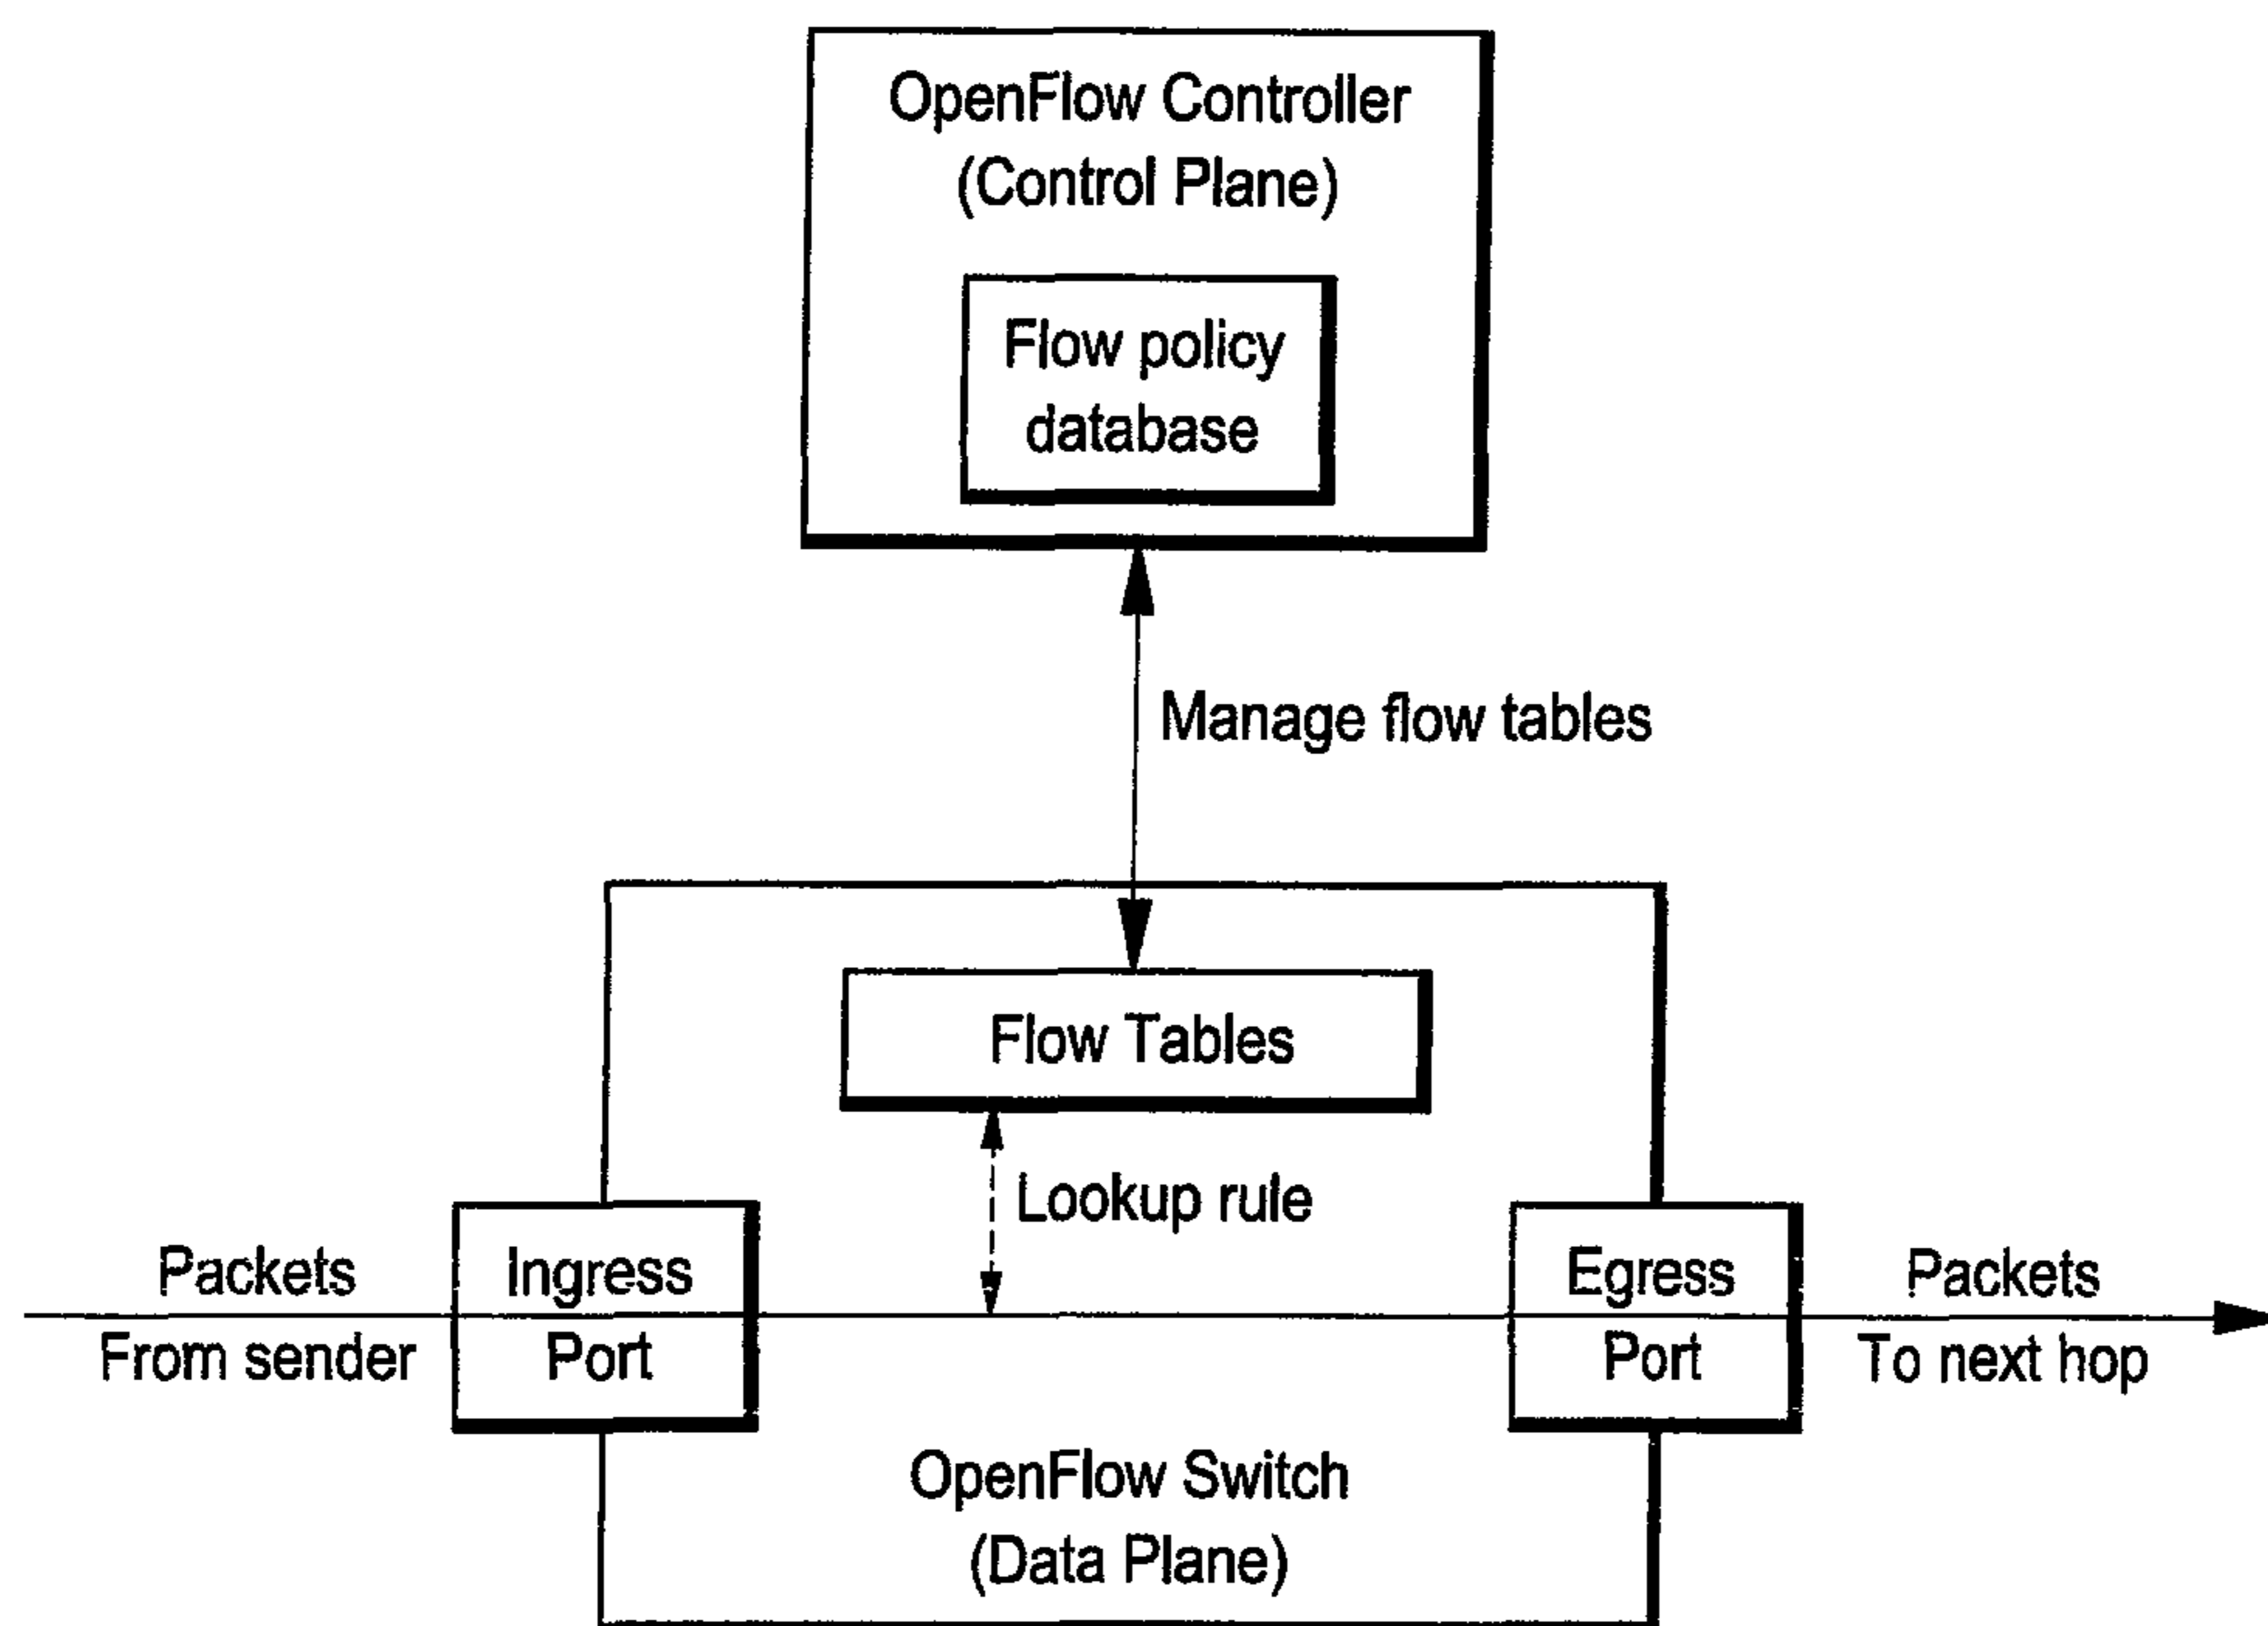 OpenFlow Controller
(Control Plane)
Flow policy
database
Manage flow tables
Flow Tables
Lookup rule
Packets
From sender
Ingress
Port
Egress
Port
Packets
To next hop
OpenFlow Switch
(Data Plane)